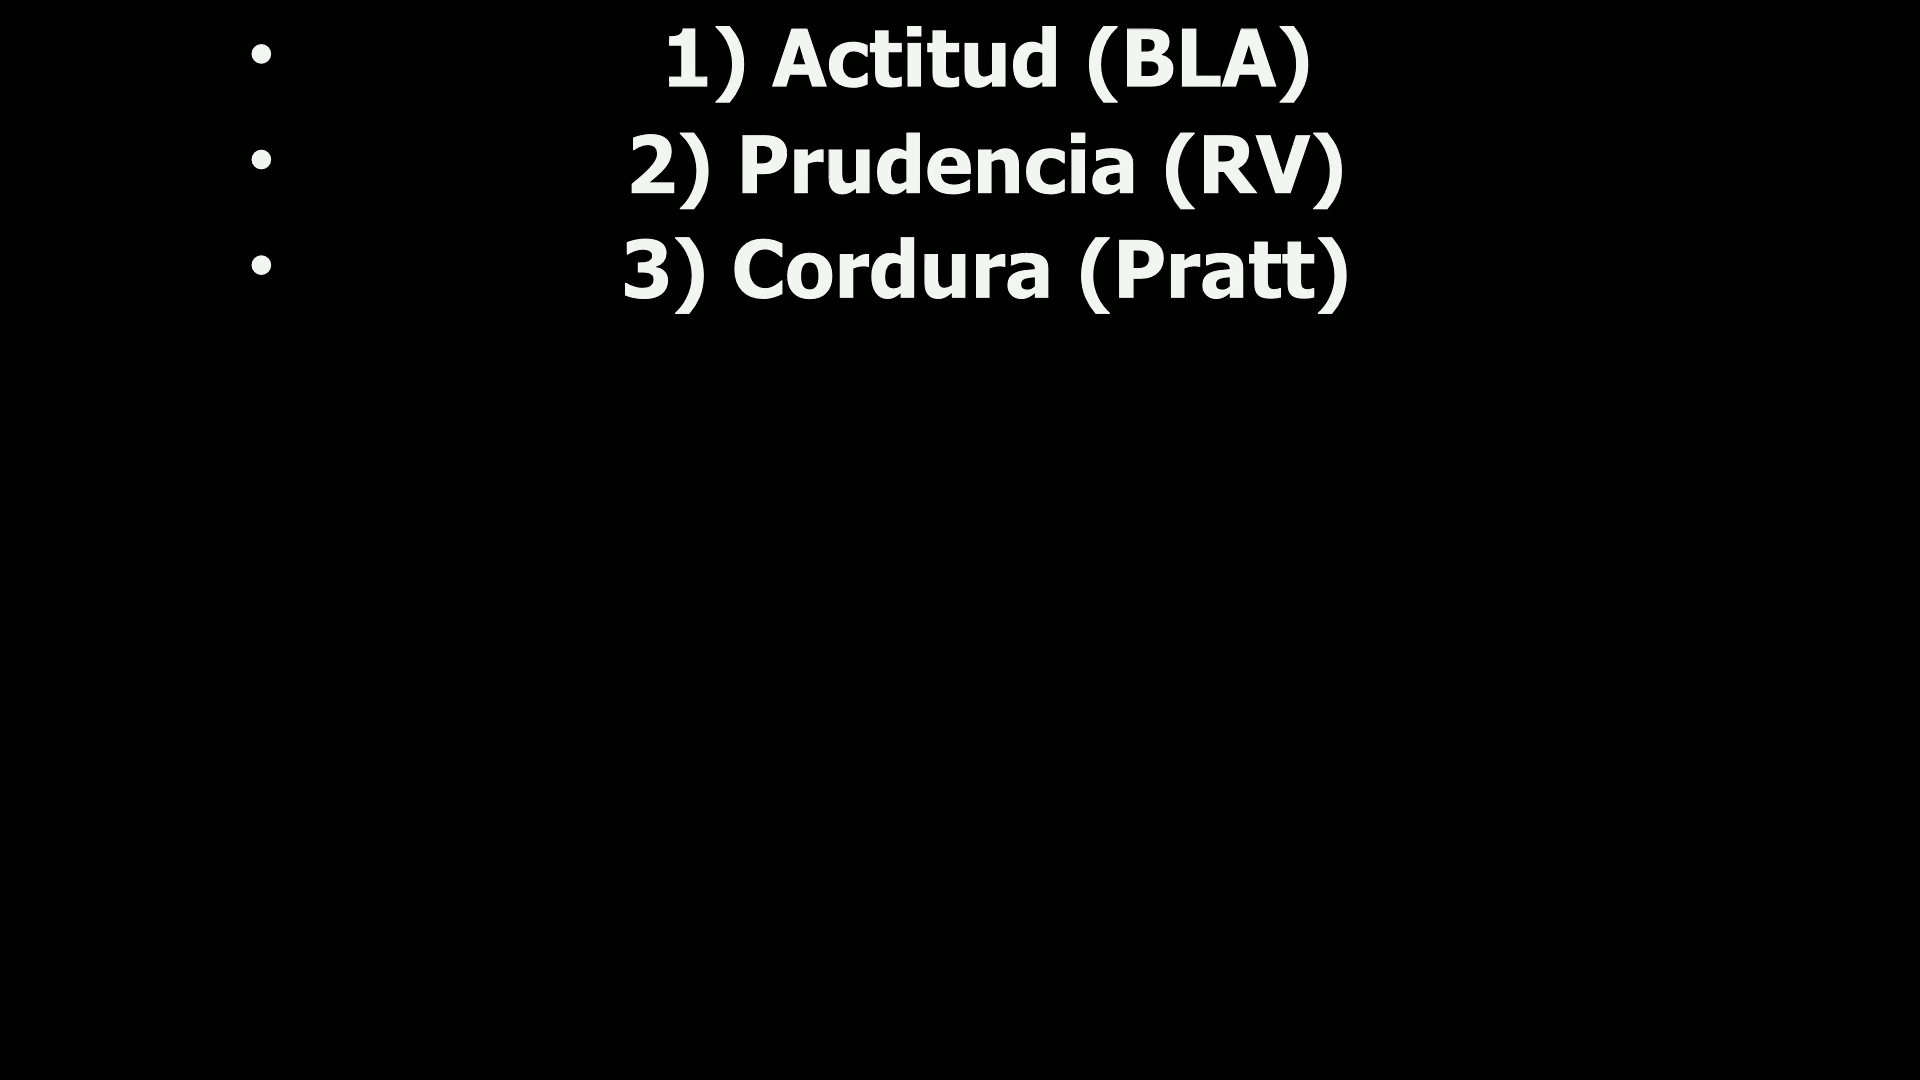 • 1) Actitud (BLA)
• 2) Prudencia (RV)
• 3) Cordura (Pratt)